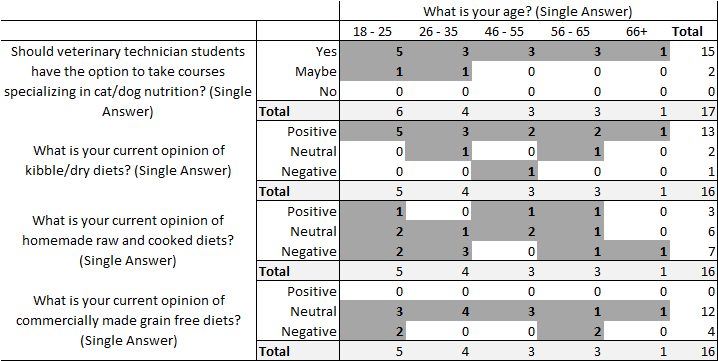 What is your age? (Single Answer)
18 - 25 26 - 35 46 - 55 56 - 65 66+ Total
Should veterinary technician students
have the option to take courses
specializing in cat/dog nutrition? (Single
Answer)
Yes 5 3 3 3 1 15
Maybe 1 1 0 0 0 2
No 0 0 0 0 0 0
Total 6 4 3 3 1 17
What is your current opinion of
kibble/dry diets? (Single Answer)
Positive 5 3 2 2 1 13
Neutral 0 1 0 1 0 2
Negative 0 0 1 0 0 1
Total 5 4 3 3 1 16
What is your current opinion of
homemade raw and cooked diets?
(Single Answer)
Positive 1 0 1 1 0 3
Neutral 2 1 2 1 0 6
Negative 2 3 0 1 1 7
Total 5 4 3 3 1 16
What is your current opinion of
commercially made grain free diets?
(Single Answer)
Positive 0 0 0 0 0 0
Neutral 3 4 3 1 1 12
Negative 2 0 0 2 0 4
Total 5 4 3 3 1 16